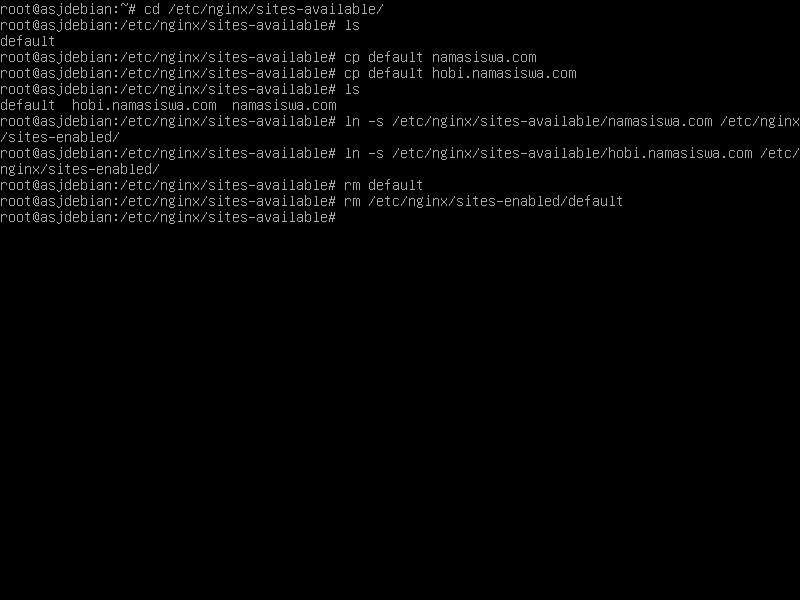 root@asjdebian:~# cd /etc/nginx/sites-available/
root@asjdebian:/etc/nginx/sites-available# ls
default
root@asjdebian:/etc/nginx/sites-available# cp default namasiswa.com
root@asjdebian:/etc/nginx/sites-available# cp default hobi.namasiswa.com
root@asjdebian:/etc/nginx/sites-available# ls
default  hobi.namasiswa.com  namasiswa.com
root@asjdebian:/etc/nginx/sites-available# ln -s /etc/nginx/sites-available/namasiswa.com /etc/nginx
/sites-enabled/
root@asjdebian:/etc/nginx/sites-available# ln -s /etc/nginx/sites-available/hobi.namasiswa.com /etc/
nginx/sites-enabled/
root@asjdebian:/etc/nginx/sites-available# rm default
root@asjdebian:/etc/nginx/sites-available# rm /etc/nginx/sites-enabled/default
root@asjdebian:/etc/nginx/sites-available#